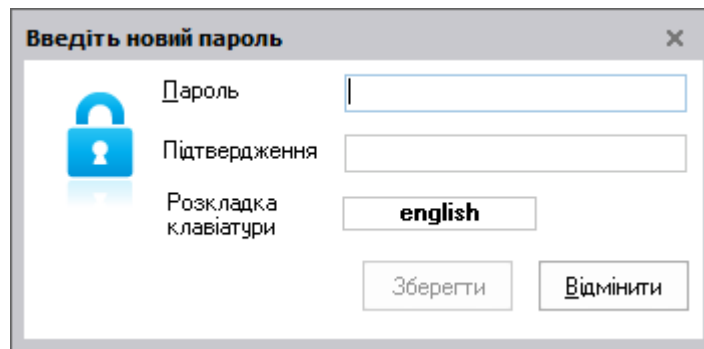 Введіть новий пароль
Пароль
Підтвердження
Розкладка
клавіатури
english
Зберегти
Відмінити